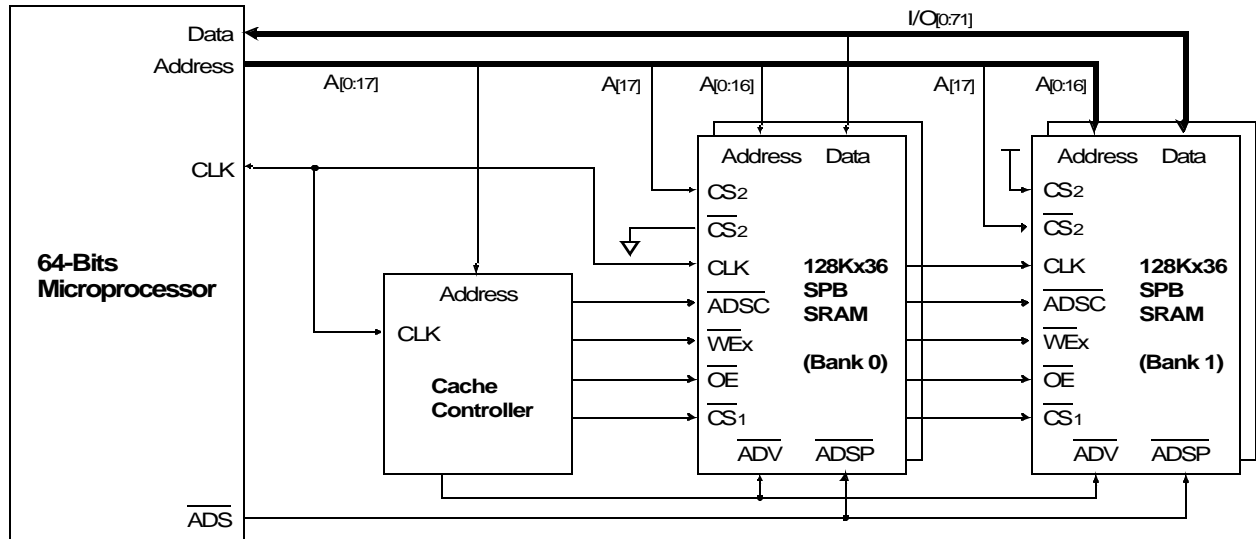 I/O[0:71]
Data
Address
A[0:17]
A[17]
A[0:16]
A[17]
A[0:16]
CLK
64-Bits
Microprocessor
ADS
Address
CLK
Cache
Controller
Address Data
CS2
CS2
CLK
ADSC
WEx
OE
CS1
ADV ADSP
128Kx36
SPB
SRAM
(Bank 0)
Address Data
CS2
CS2
CLK
ADSC
WEx
OE
CS1
ADV ADSP
128Kx36
SPB
SRAM
(Bank 1)